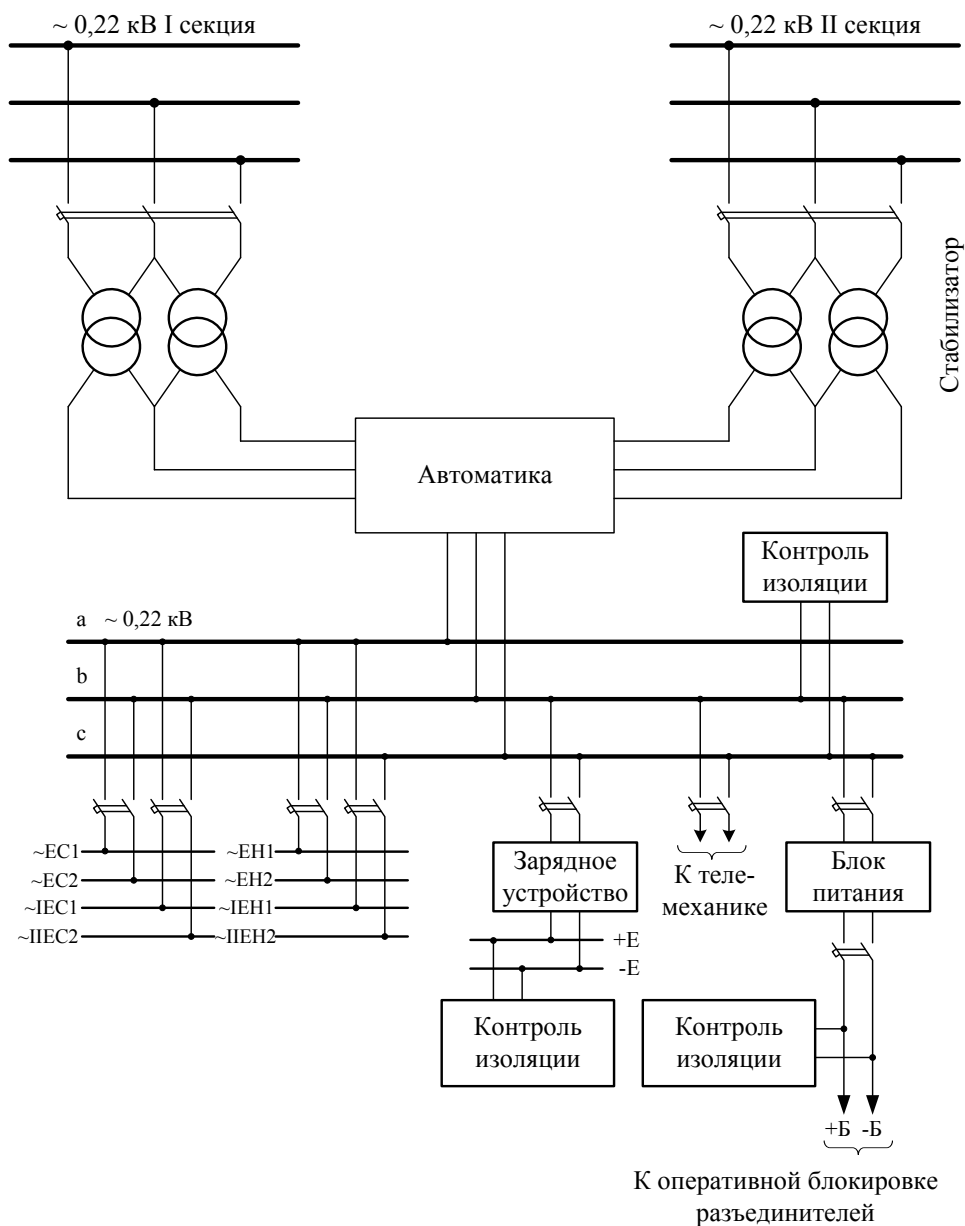 ~ 0,22 кВ I секция
~ 0,22 кВ II секция
Стабилизатор
Автоматика
Контроль
изоляции
a ~ 0,22 кВ
b
c
~EC1
~EC2
~IEC1
~IIEC2
~EH1
~EH2
~IEH1
~IIEH2
Зарядное
устройство
+E
-E
Контроль
изоляции
К теле-
механике
Блок
питания
Контроль
изоляции
+Б -Б
К оперативной блокировке
разъединителей